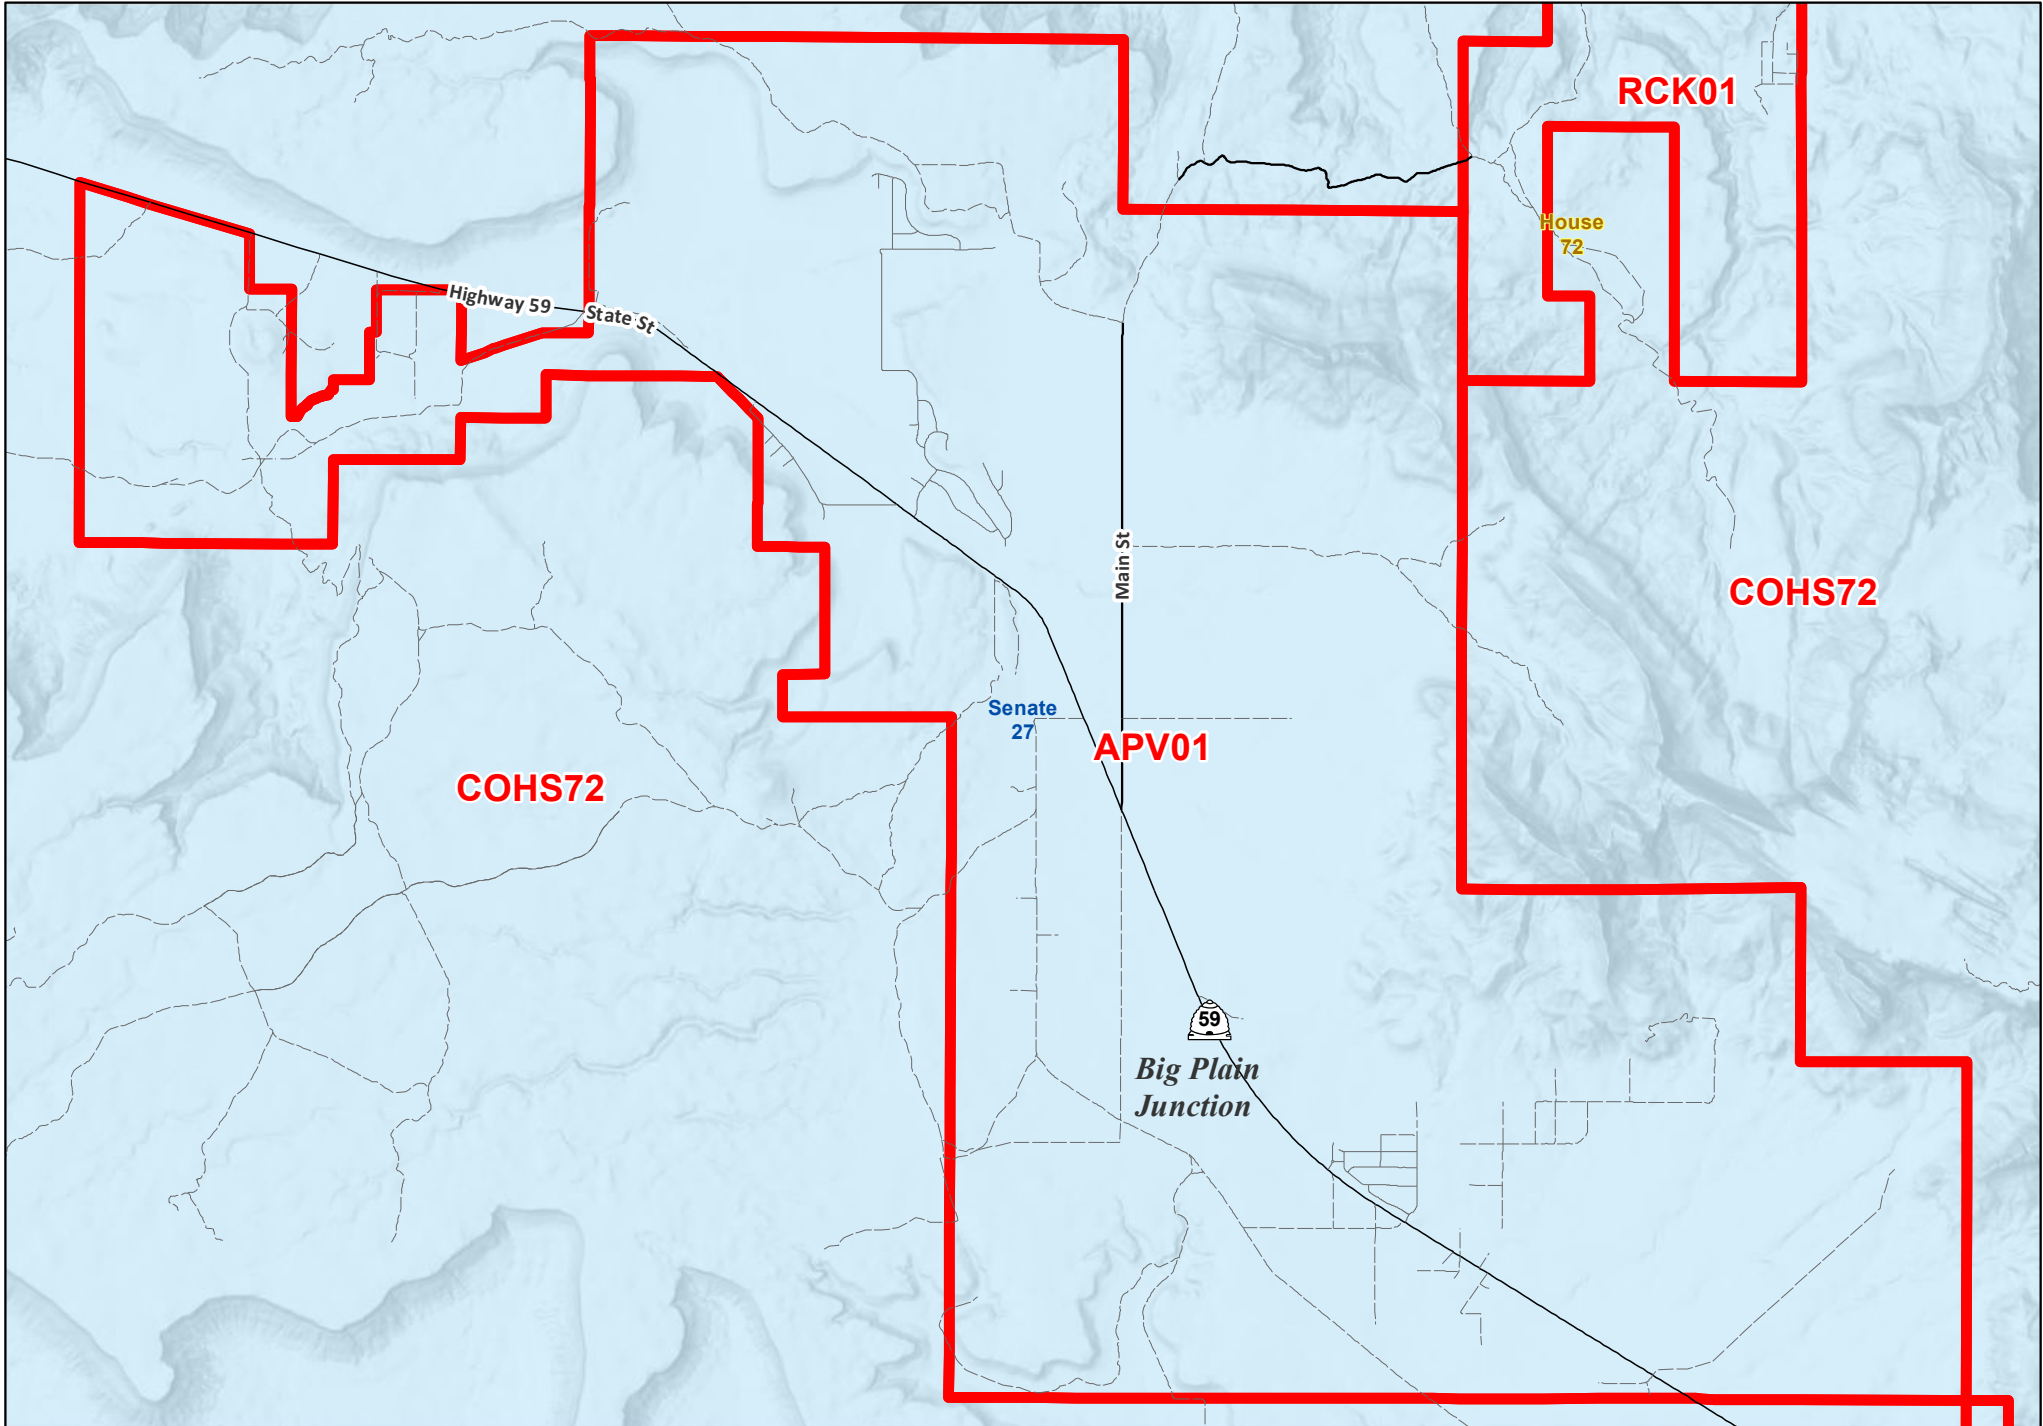 RCK01
House
72
Highway 59
State St
Main St
COHS72
Senate
27
APV01
COHS72
59
Big Plain
Junction